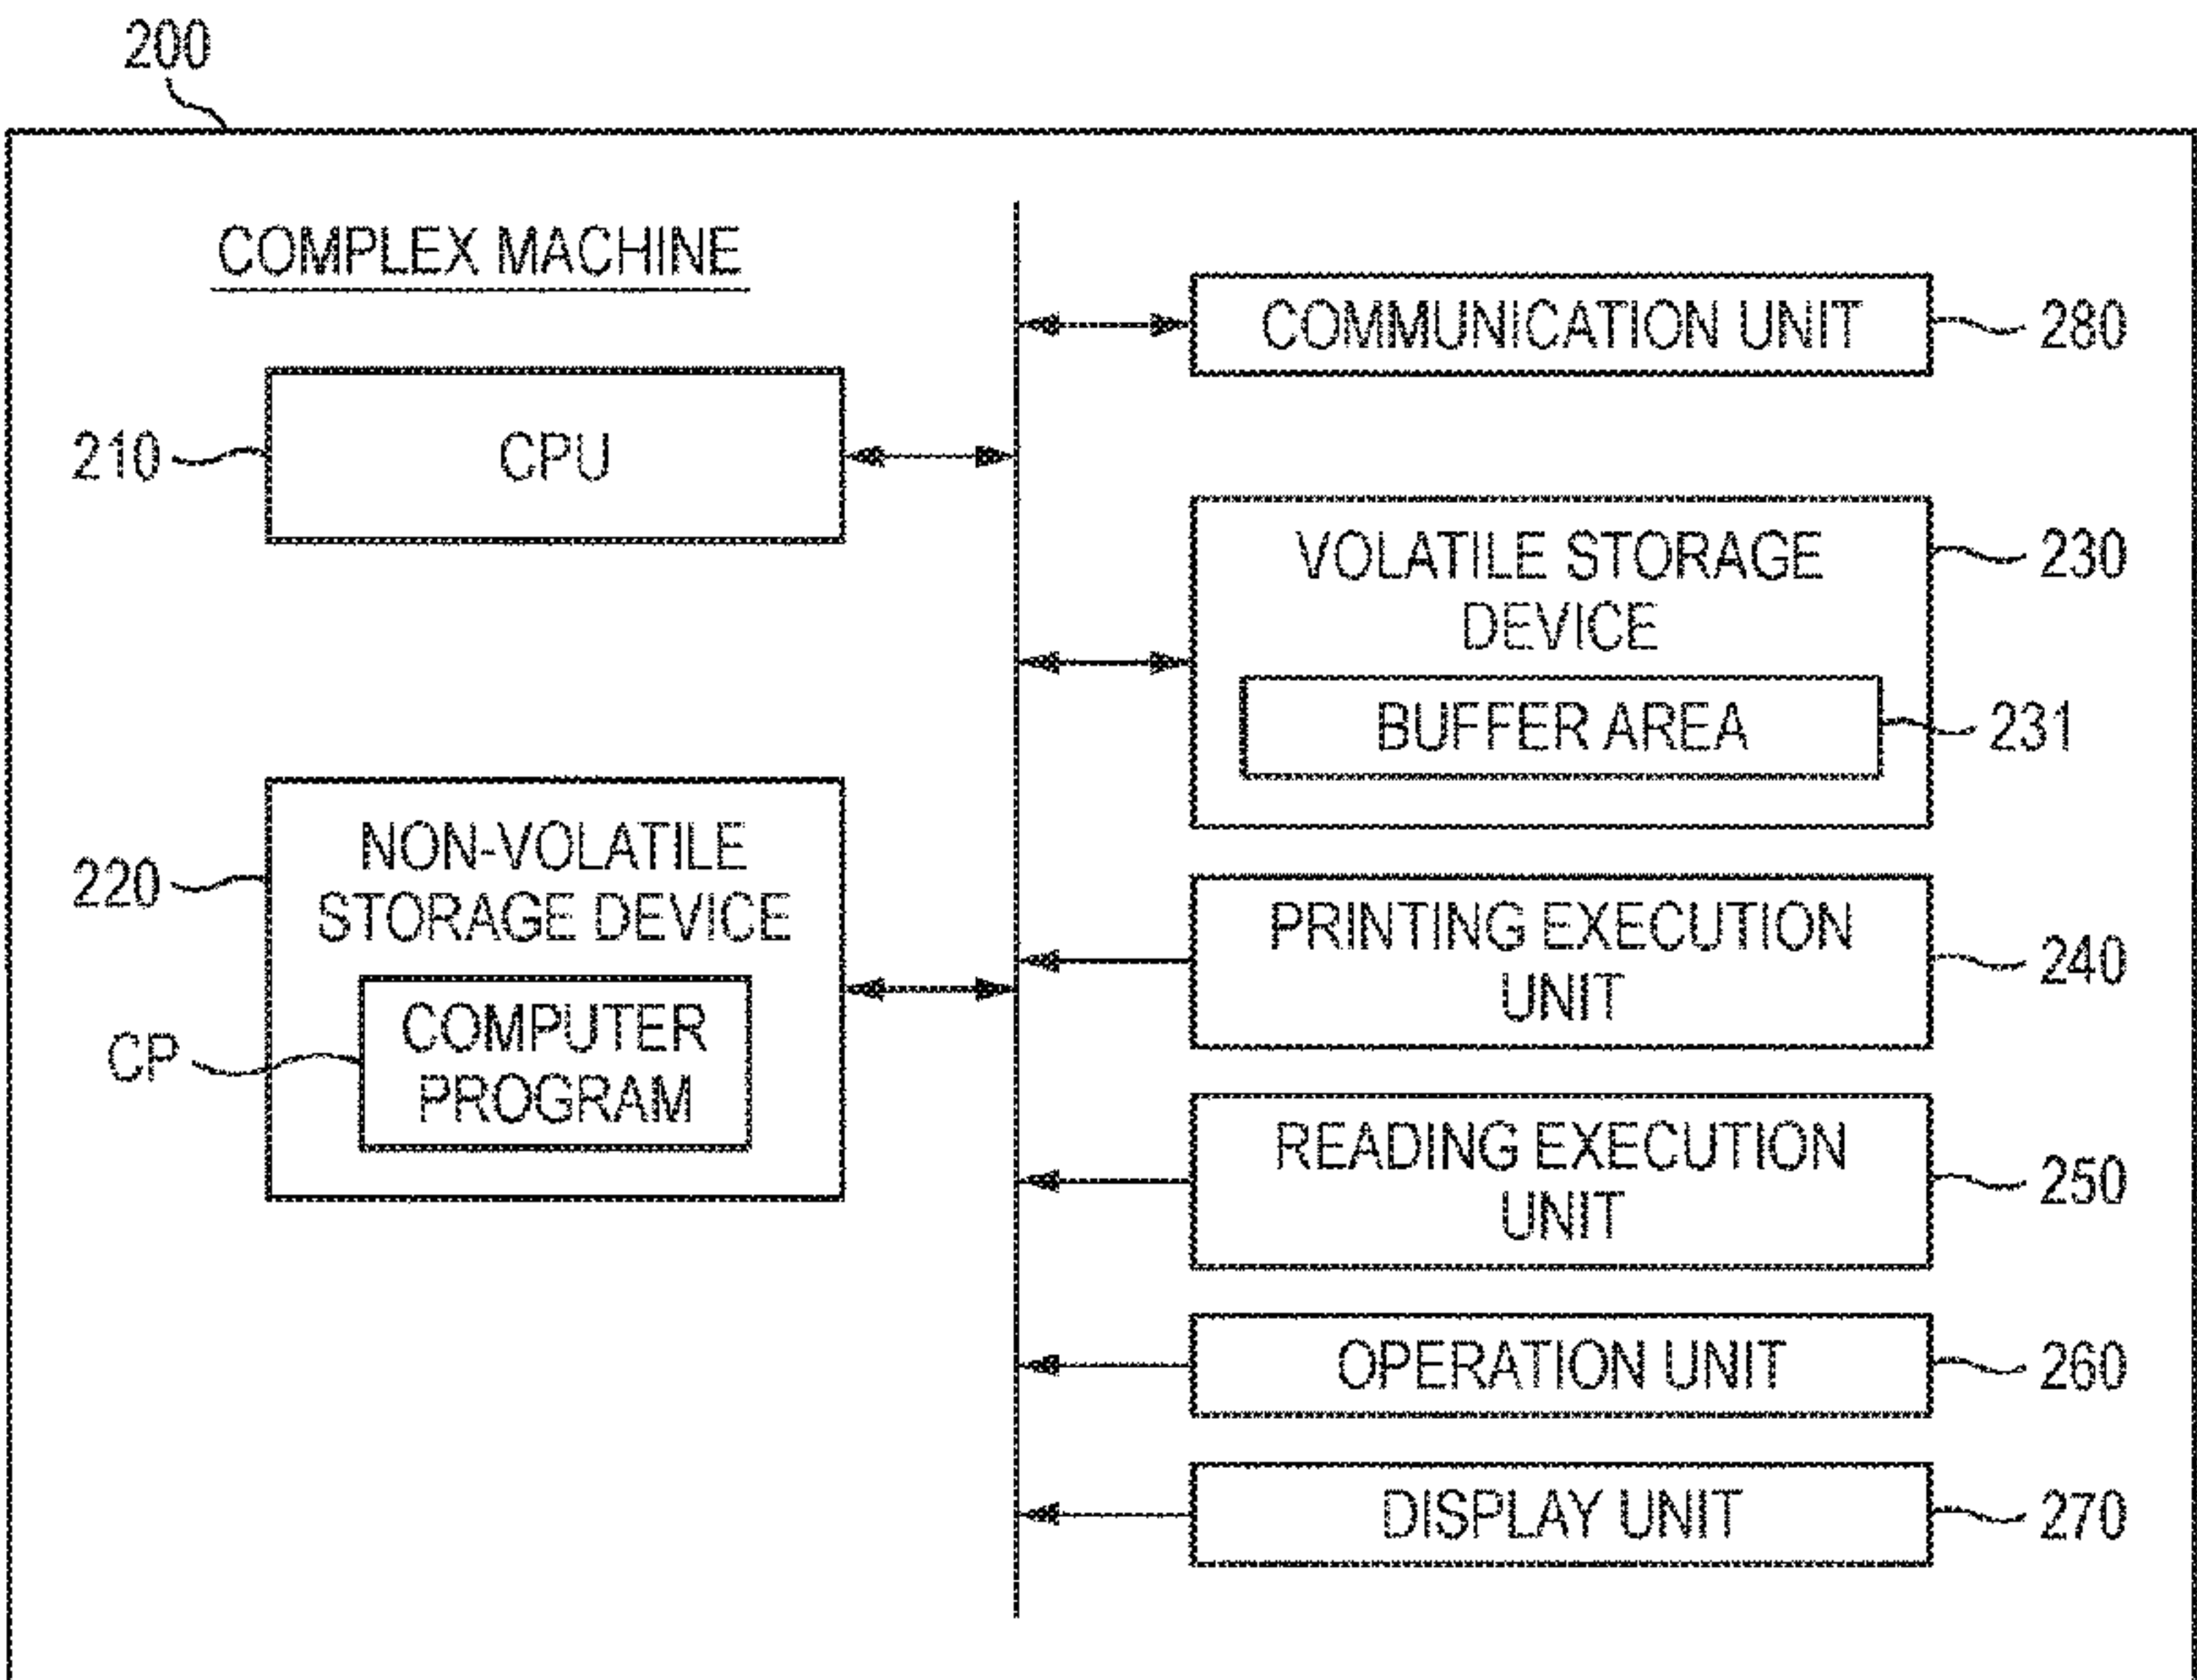 200
COMPLEX MACHINE
210
CPU
220
NON-VOLATILE
STORAGE DEVICE
CP
COMPUTER
PROGRAM
COMMUNICATION UNIT
280
VOLATILE STORAGE
DEVICE
230
BUFFER AREA
231
PRINTING EXECUTION
UNIT
240
READING EXECUTION
UNIT
250
OPERATION UNIT
260
DISPLAY UNIT
270